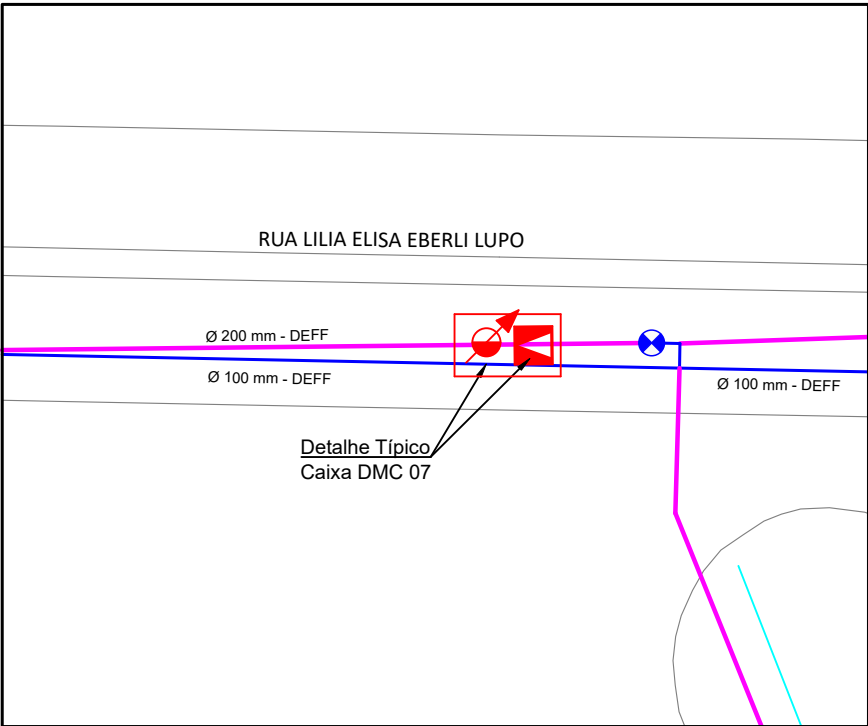 RUA LILIA ELISA EBERLI LUPO
Ø 200 mm - DEFF
Ø 100 mm - DEFF
Ø 100 mm - DEFF
Detalhe Típico
Caixa DMC 07